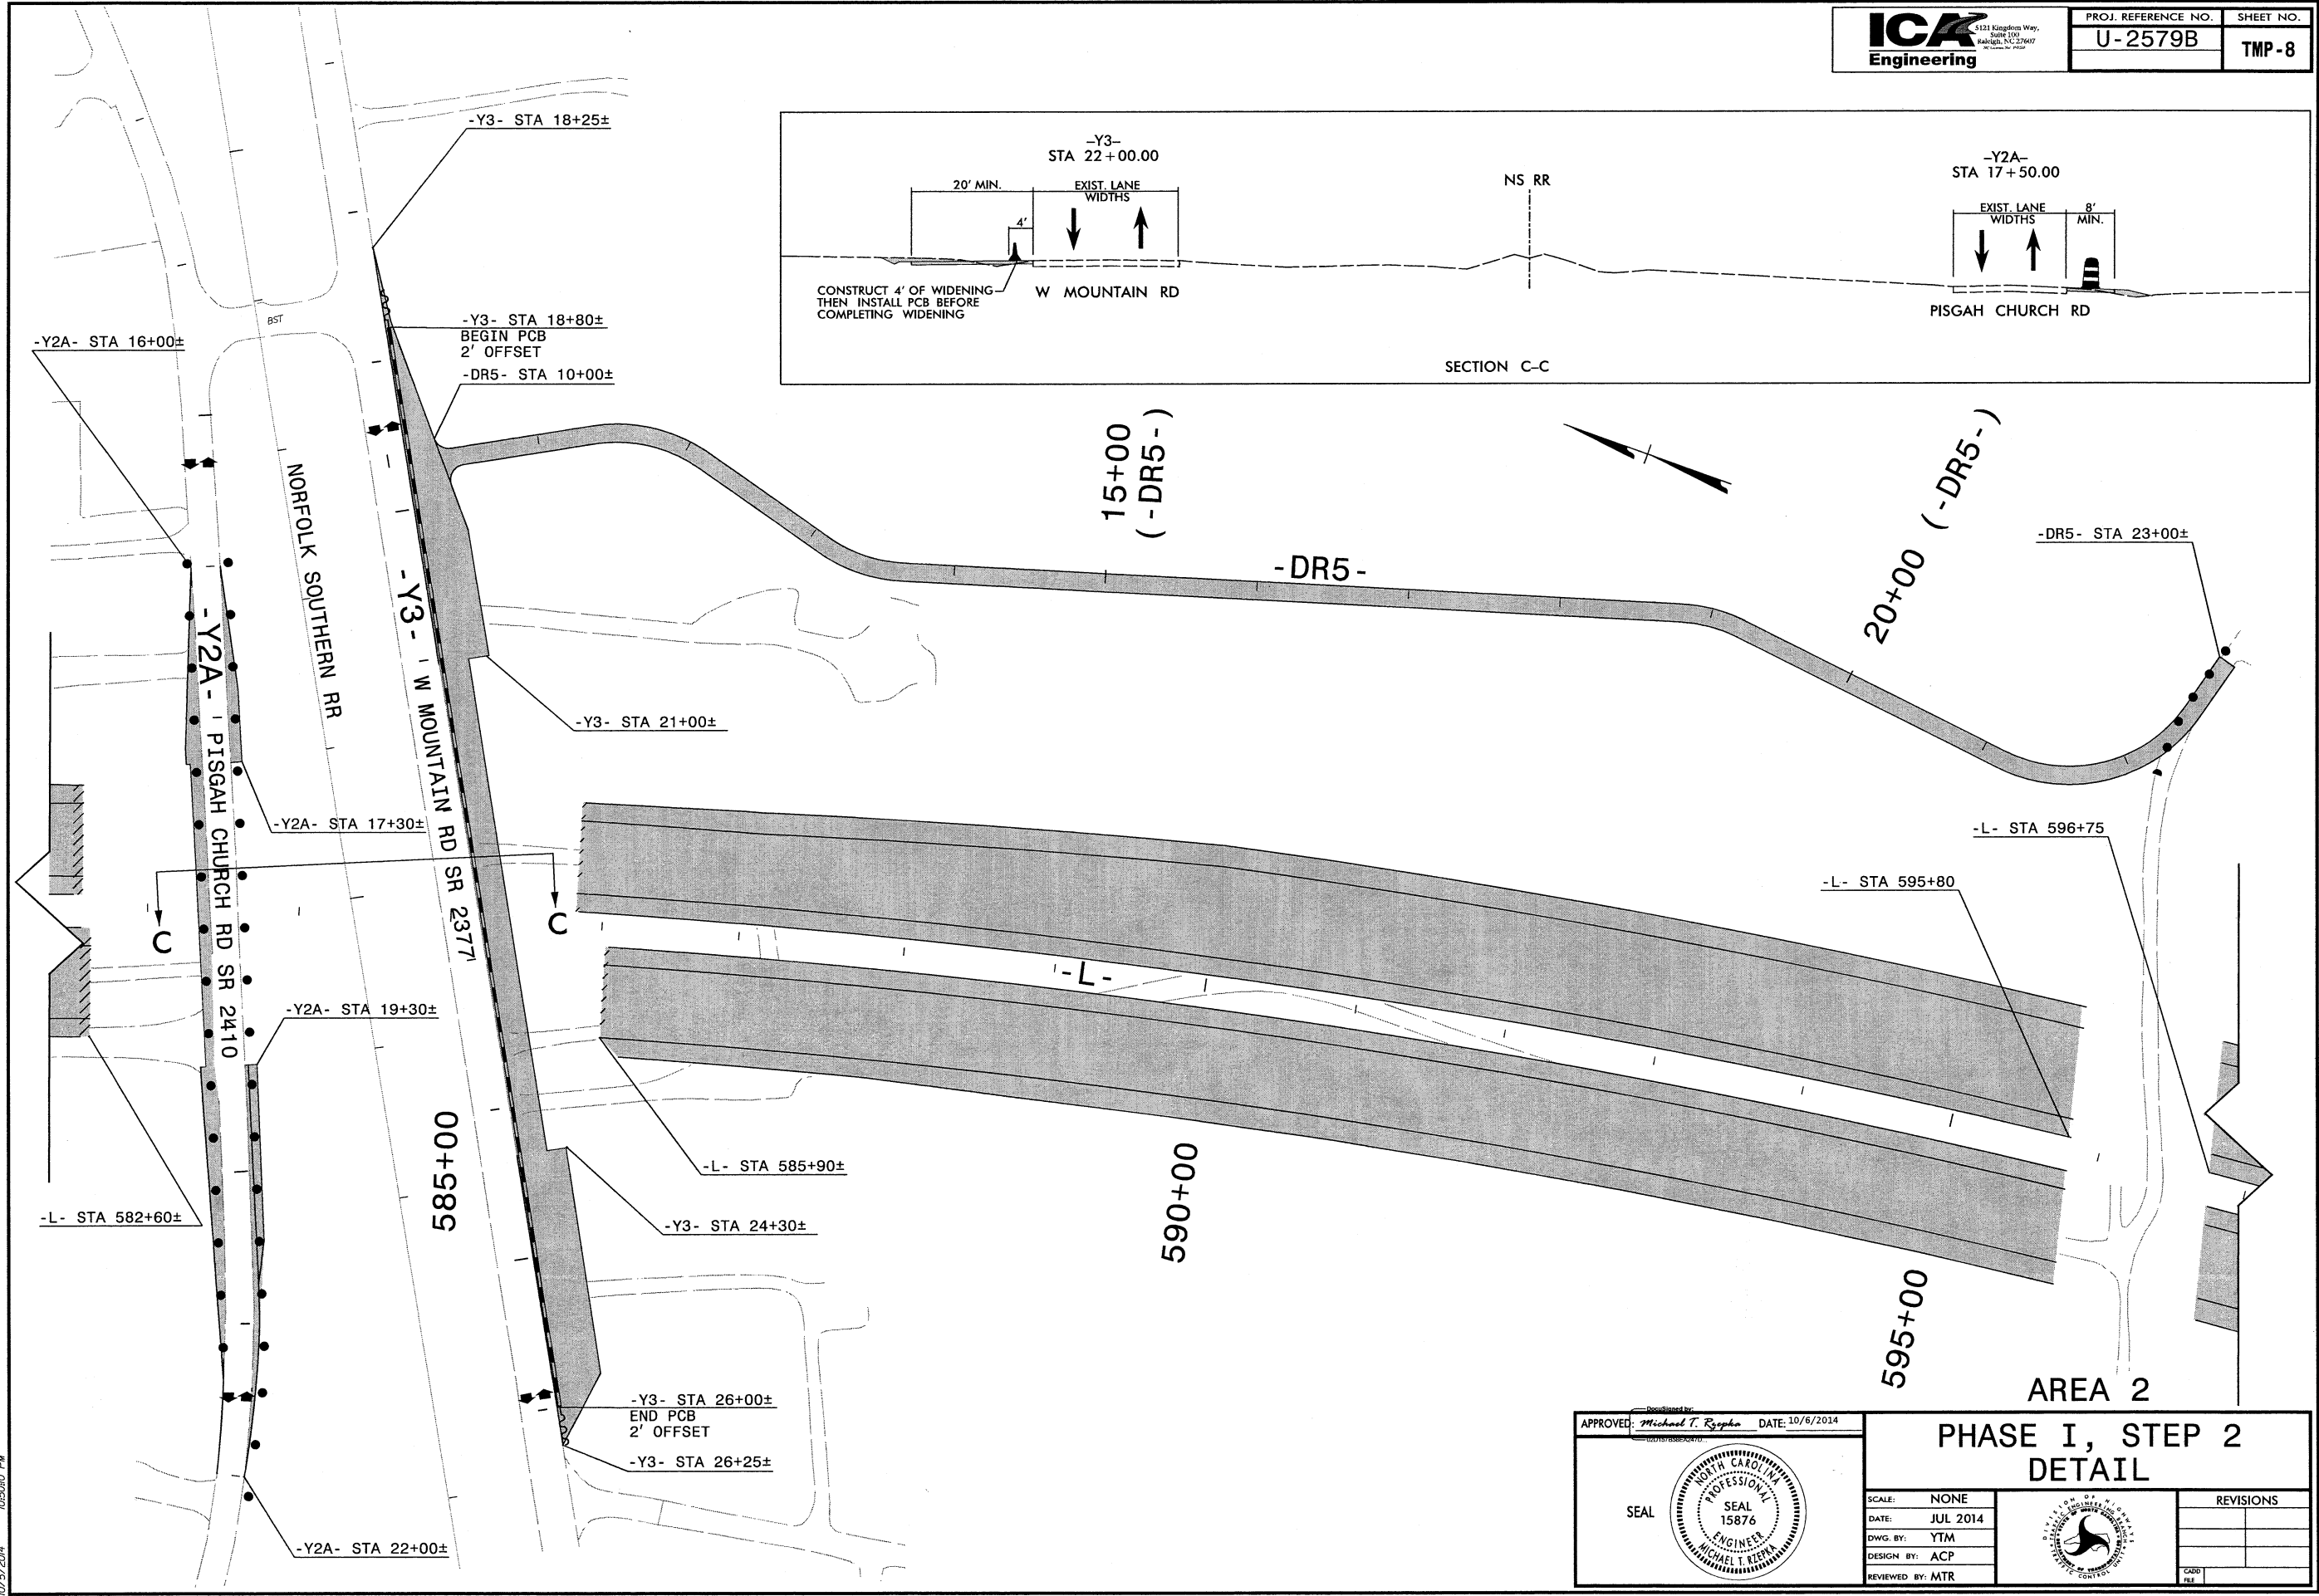 ICA
Engineering
5121 Kingdom Way,
Suite 100
Raleigh, NC 27607
PROJ. REFERENCE NO.
SHEET NO.
U-2579B
TMP-8
-Y3- STA 18+25±
–Y3–
STA 22+00.00
20' MIN.
EXIST. LANE
WIDTHS
4'
CONSTRUCT 4' OF WIDENING
THEN INSTALL PCB BEFORE
COMPLETING WIDENING
W MOUNTAIN RD
NS RR
–Y2A–
STA 17+50.00
EXIST. LANE
WIDTHS
8'
MIN.
PISGAH CHURCH RD
SECTION C–C
BST
-Y2A- STA 16+00±
-Y3- STA 18+80±
BEGIN PCB
2' OFFSET
-DR5- STA 10+00±
15+00
(-DR5-)
20+00 (-DR5-)
-DR5-
-DR5- STA 23+00±
NORFOLK SOUTHERN RR
-Y3-
W MOUNTAIN RD SR 2377
-Y2A-
PISGAH CHURCH RD SR 2410
-Y3- STA 21+00±
-Y2A- STA 17+30±
-L- STA 596+75
-L- STA 595+80
C
C
-L-
-Y2A- STA 19+30±
585+00
590+00
595+00
-L- STA 585+90±
-L- STA 582+60±
-Y3- STA 24+30±
-Y3- STA 26+00±
END PCB
2' OFFSET
-Y3- STA 26+25±
-Y2A- STA 22+00±
AREA 2
PHASE I, STEP 2
DETAIL
DocuSigned by:
APPROVED: Michael T. Rzepka DATE: 10/6/2014
SEAL
NORTH CAROLINA
PROFESSIONAL
SEAL
15876
ENGINEER
MICHAEL T. RZEPKA
SCALE: NONE
DATE: JUL 2014
DWG. BY: YTM
DESIGN BY: ACP
REVIEWED BY: MTR
REVISIONS
CADD
FILE